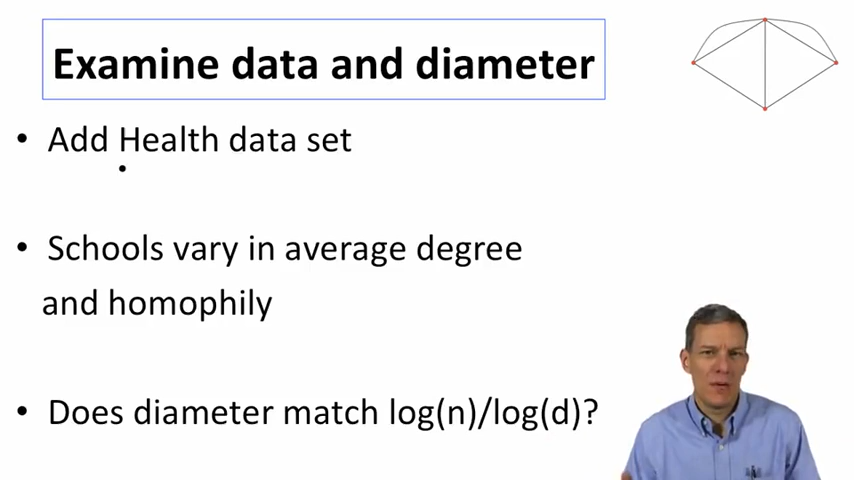 Examine data and diameter
• Add Health data set
• Schools vary in average degree
and homophily
• Does diameter match log(n)/log(d)?